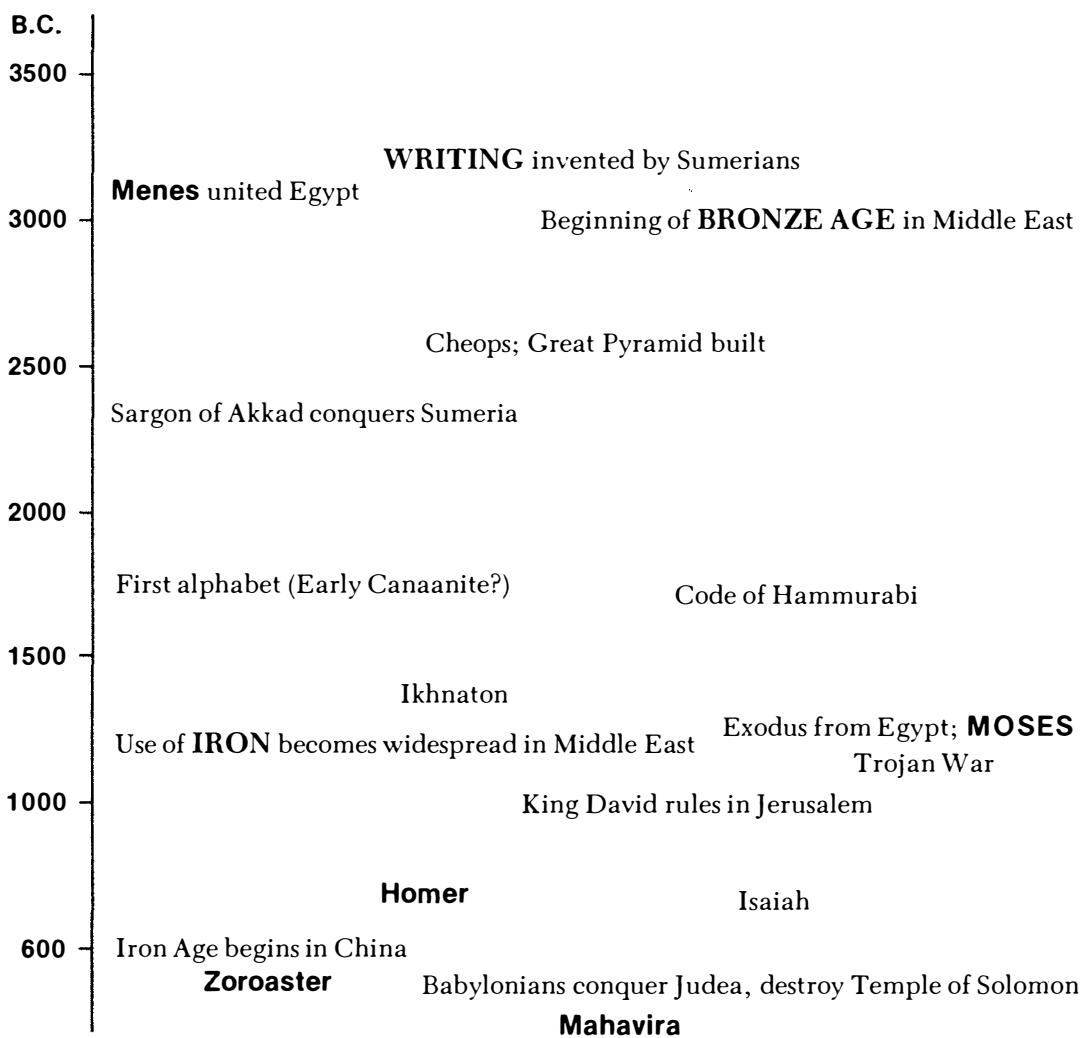 B.C.
3500
WRITING invented by Sumerians
Menes united Egypt
3000
Beginning of BRONZE AGE in Middle East
Cheops; Great Pyramid built
2500
Sargon of Akkad conquers Sumeria
2000
First alphabet (Early Canaanite?)
Code of Hammurabi
1500
Ikhnaton
Exodus from Egypt; MOSES
Use of IRON becomes widespread in Middle East
Trojan War
1000
King David rules in Jerusalem
Homer
Isaiah
600
Iron Age begins in China
Zoroaster
Babylonians conquer Judea, destroy Temple of Solomon
Mahavira